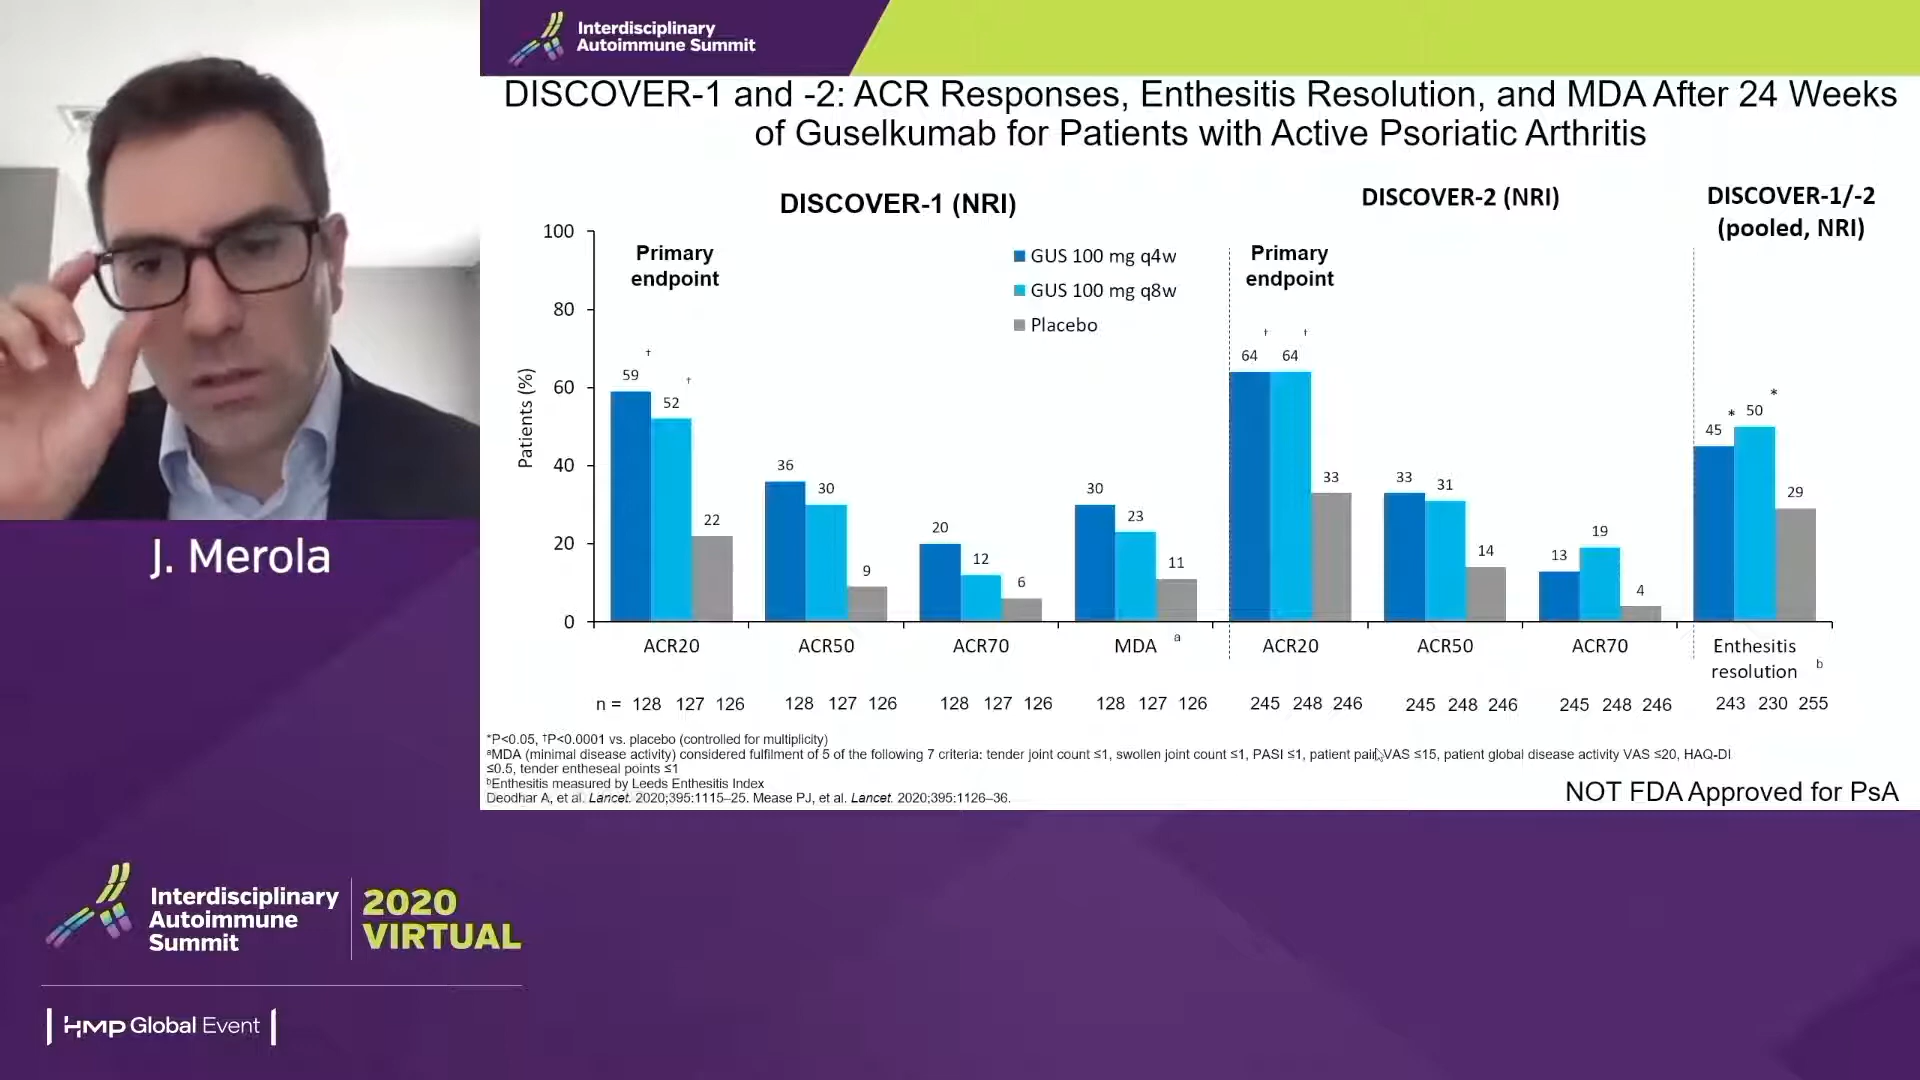 Interdisciplinary
Autoimmune Summit
DISCOVER-1 and -2: ACR Responses, Enthesitis Resolution, and MDA After 24 Weeks
of Guselkumab for Patients with Active Psoriatic Arthritis
DISCOVER-1 (NRI)
DISCOVER-2 (NRI)
DISCOVER-1/-2
(pooled, NRI)
Primary
endpoint
Primary
endpoint
GUS 100 mg q4w
GUS 100 mg q8w
Placebo
Patients (%)
100
80
60
40
20
0
† † † †
59 52 22
36 30 9
20 12 6
30 23 11
64 64 33
33 31 14
13 19 4
* *
45 50 29
ACR20 ACR50 ACR70 MDA a ACR20 ACR50 ACR70 Enthesitis
resolution b
n = 128 127 126 128 127 126 128 127 126 128 127 126 245 248 246 245 248 246 245 248 246 243 230 255
*P<0.05, †P<0.0001 vs. placebo (controlled for multiplicity)
aMDA (minimal disease activity) considered fulfilment of 5 of the following 7 criteria: tender joint count ≤1, swollen joint count ≤1, PASI ≤1, patient pain VAS ≤15, patient global disease activity VAS ≤20, HAQ-DI
≤0.5, tender entheseal points ≤1
bEnthesitis measured by Leeds Enthesitis Index
Deodhar A, et al. Lancet. 2020;395:1115–25. Mease PJ, et al. Lancet. 2020;395:1126–36.
NOT FDA Approved for PsA
J. Merola
Interdisciplinary
Autoimmune
Summit
2020
VIRTUAL
HMP Global Event